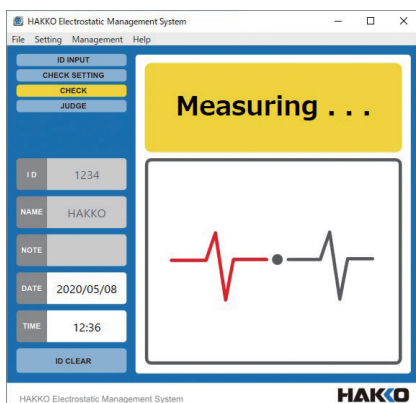 HAKKO Electrostatic Management System
File Setting Management Help
ID INPUT
CHECK SETTING
CHECK
JUDGE
Measuring . . .
ID 1234
NAME HAKKO
NOTE
DATE 2020/05/08
TIME 12:36
ID CLEAR
HAKKO Electrostatic Management System
HAKKO